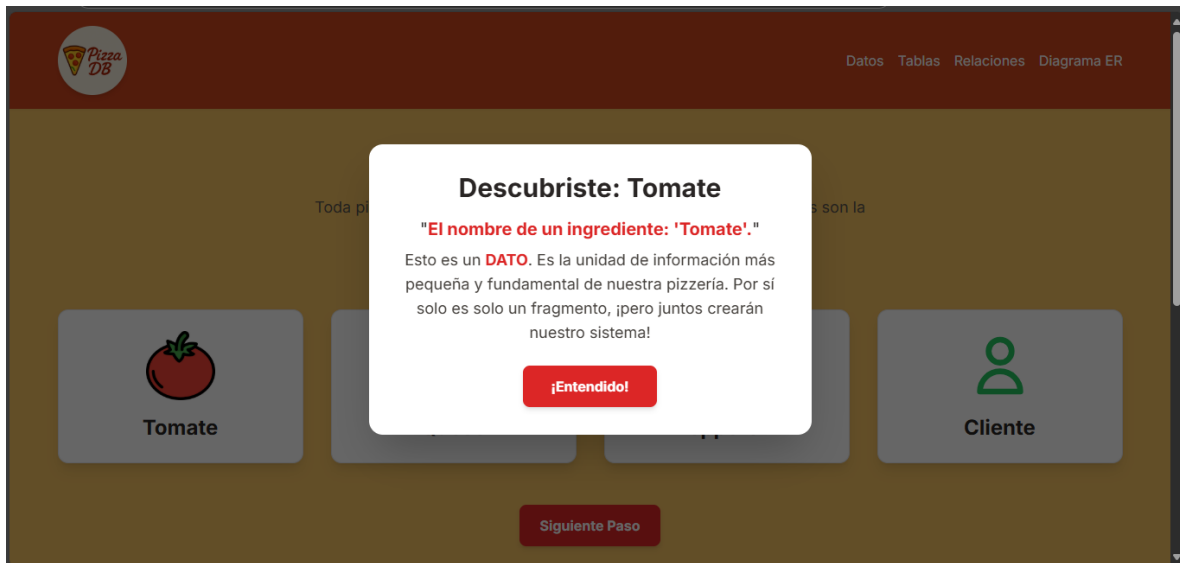 Pizza
DB
Datos Tablas Relaciones Diagrama ER
Descubriste: Tomate
Toda
s son la
"El nombre de un ingrediente: 'Tomate'."
Esto es un DATO. Es la unidad de información más
pequeña y fundamental de nuestra pizzería. Por sí
solo es solo un fragmento, ¡pero juntos crearán
nuestro sistema!
¡Entendido!
Tomate
Cliente
Siguiente Paso